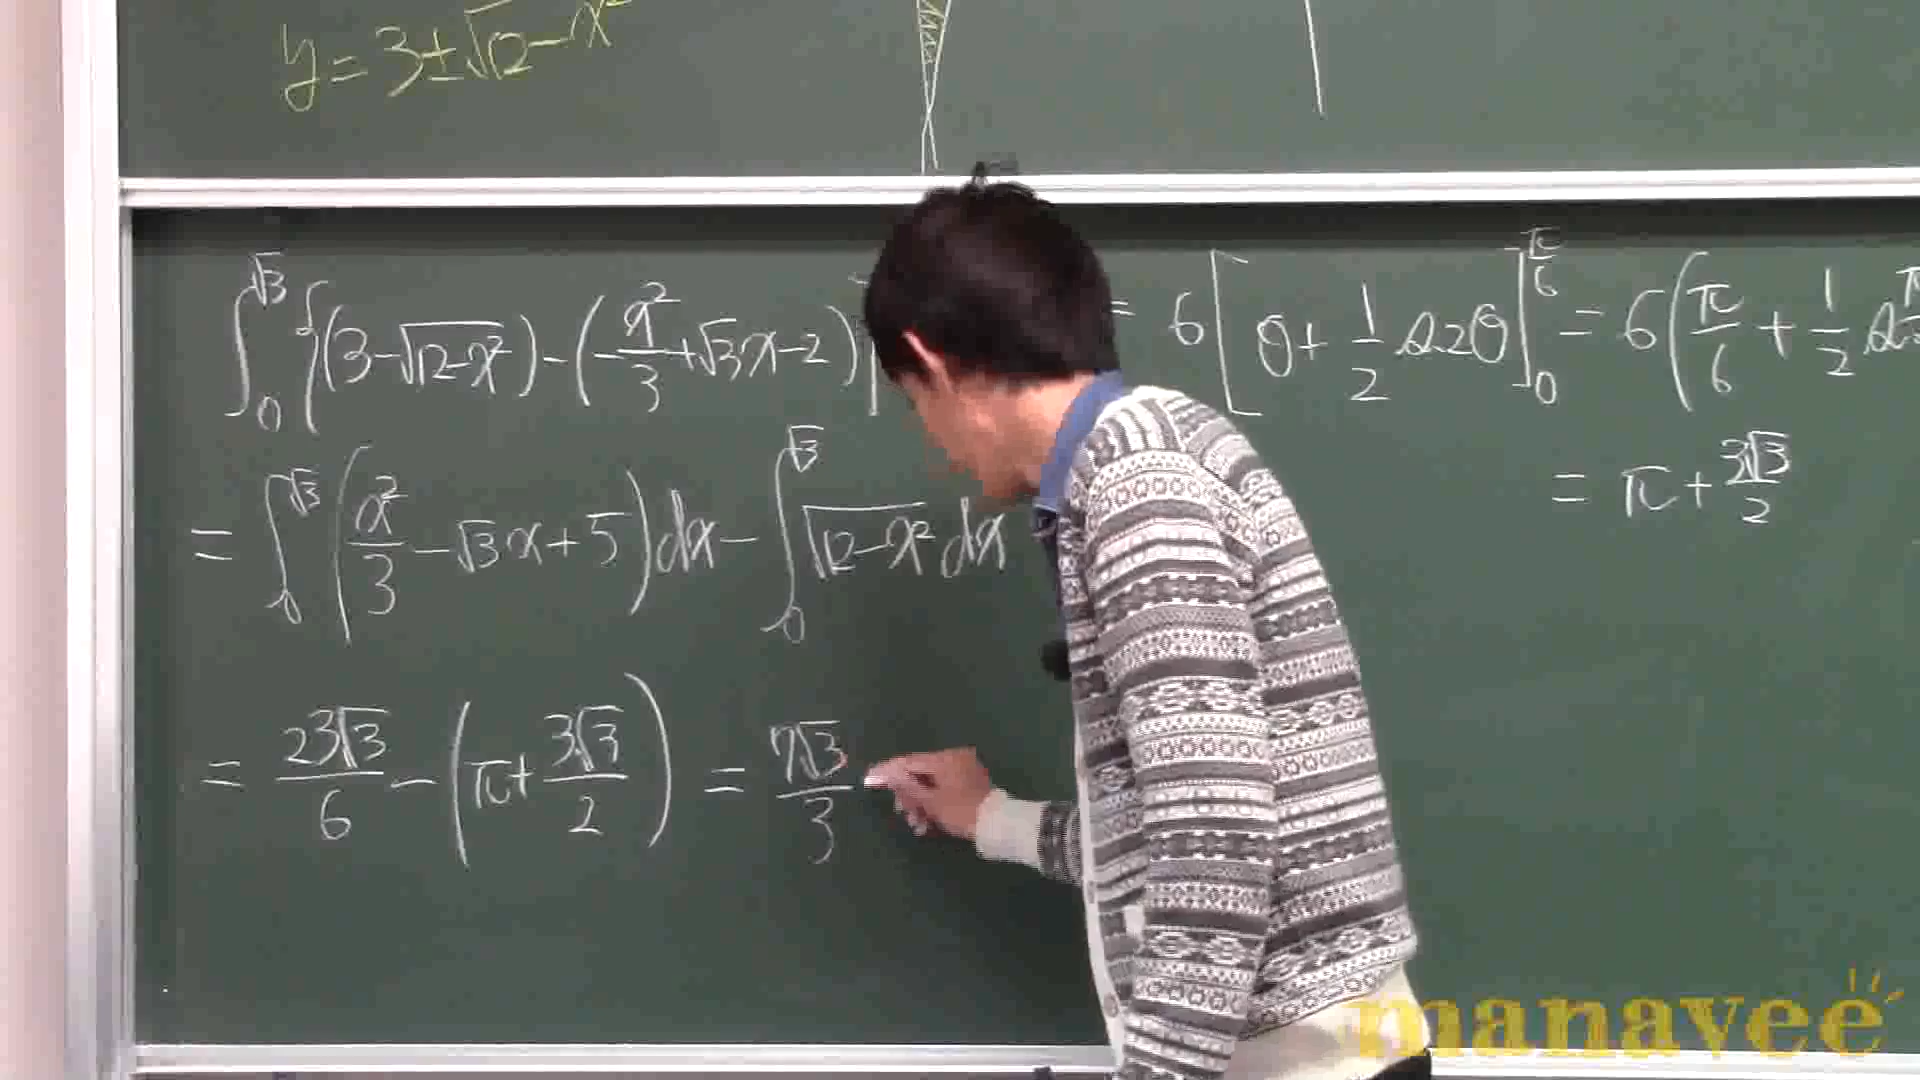 y = 3 ± √12 - x²
∫₀^√3 {(3 - √12-x²) - (-x²/3 + √3x - 2)}
= ∫₀^√3 (x²/3 - √3x + 5) dx - ∫₀^√3 √12-x² dx
= 23√3/6 - (π + 3√3/2) = 7√3/3
= 6[θ + 1/2 sin2θ]₀^π/6 = 6(π/6 + 1/2 sin π
= π + 3√3/2
manavee